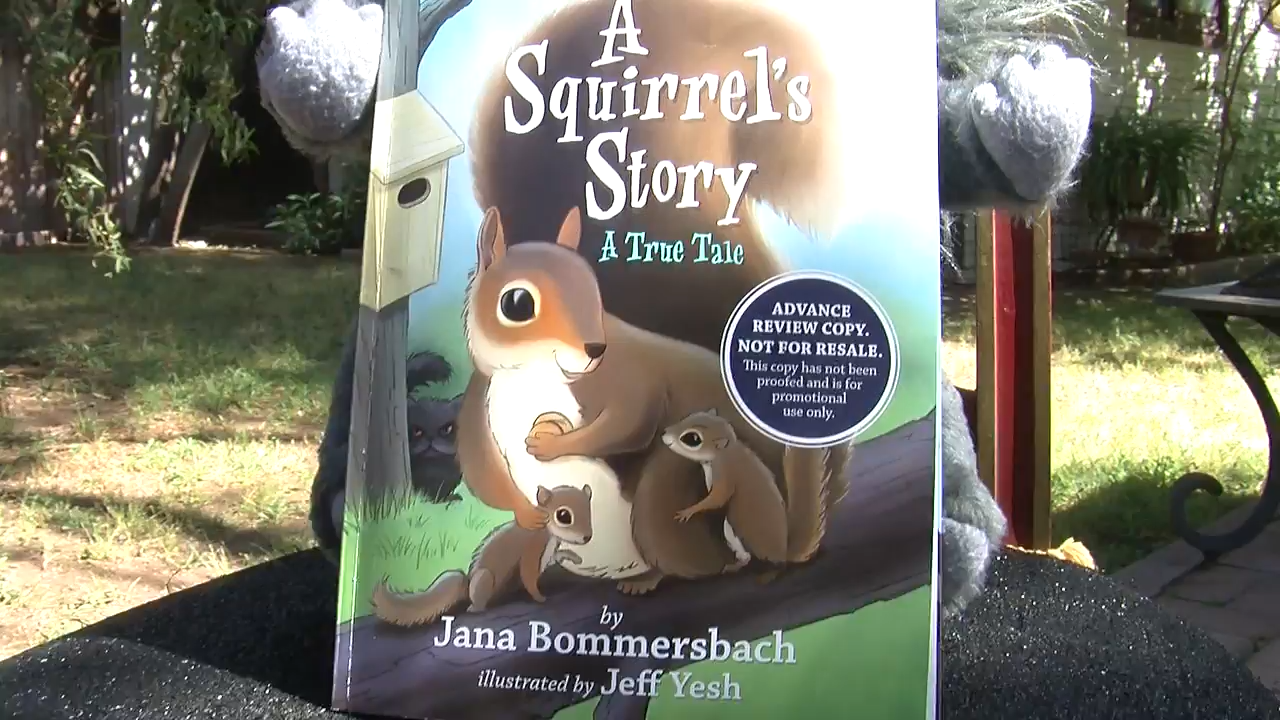 A
Squirrel's
Story
A True Tale
ADVANCE
REVIEW COPY.
NOT FOR RESALE.
This copy has not been
proofed and is for
promotional
use only.
by
Jana Bommersbach
illustrated by Jeff Yesh